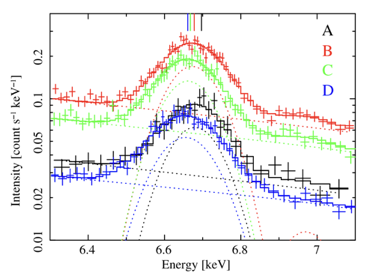 A
B
C
D
0.2
0.1
0.05
0.02
0.01
Intensity [count s⁻¹ keV⁻¹]
6.4 6.6 6.8 7
Energy [keV]